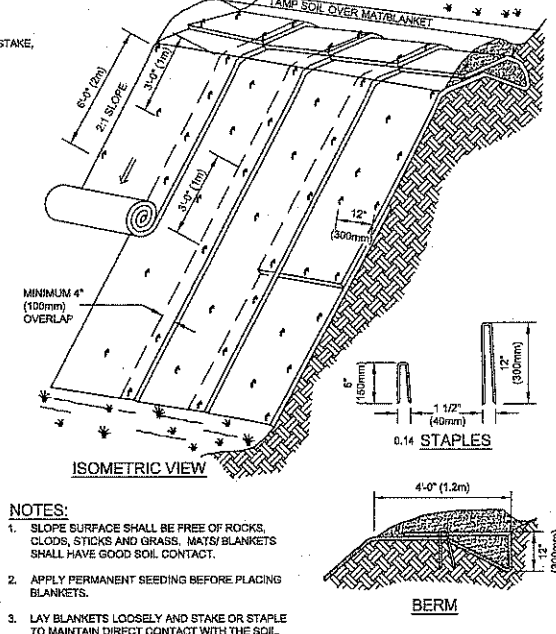 TAMP SOIL OVER MAT/BLANKET
STAKE,
6'-0" (2m)
2:1 SLOPE
3'-0" (1m)
3'-0" (1m)
12"
(300mm)
MINIMUM 4"
(100mm)
OVERLAP
6"
(150mm)
12"
(300mm)
1 1/2"
(40mm)
0.14 STAPLES
ISOMETRIC VIEW
4'-0" (1.2m)
12"
(300mm)
BERM
NOTES:
1. SLOPE SURFACE SHALL BE FREE OF ROCKS,
CLODS, STICKS AND GRASS. MATS/ BLANKETS
SHALL HAVE GOOD SOIL CONTACT.
2. APPLY PERMANENT SEEDING BEFORE PLACING
BLANKETS.
3. LAY BLANKETS LOOSELY AND STAKE OR STAPLE
TO MAINTAIN DIRECT CONTACT WITH THE SOIL.